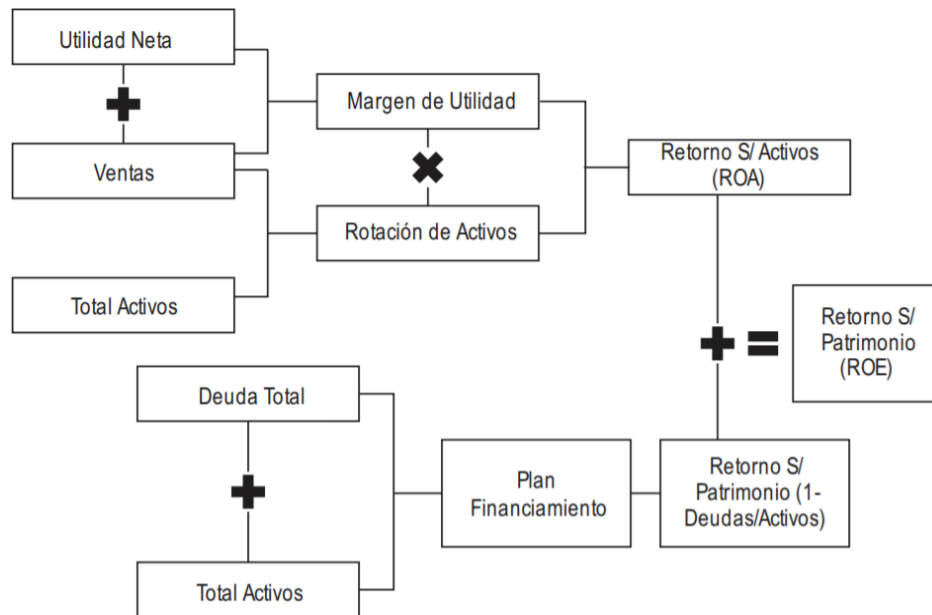 Utilidad Neta
Ventas
Total Activos
Margen de Utilidad
Rotación de Activos
Retorno S/ Activos
(ROA)
Retorno S/
Patrimonio
(ROE)
Deuda Total
Total Activos
Plan
Financiamiento
Retorno S/
Patrimonio (1-
Deudas/Activos)